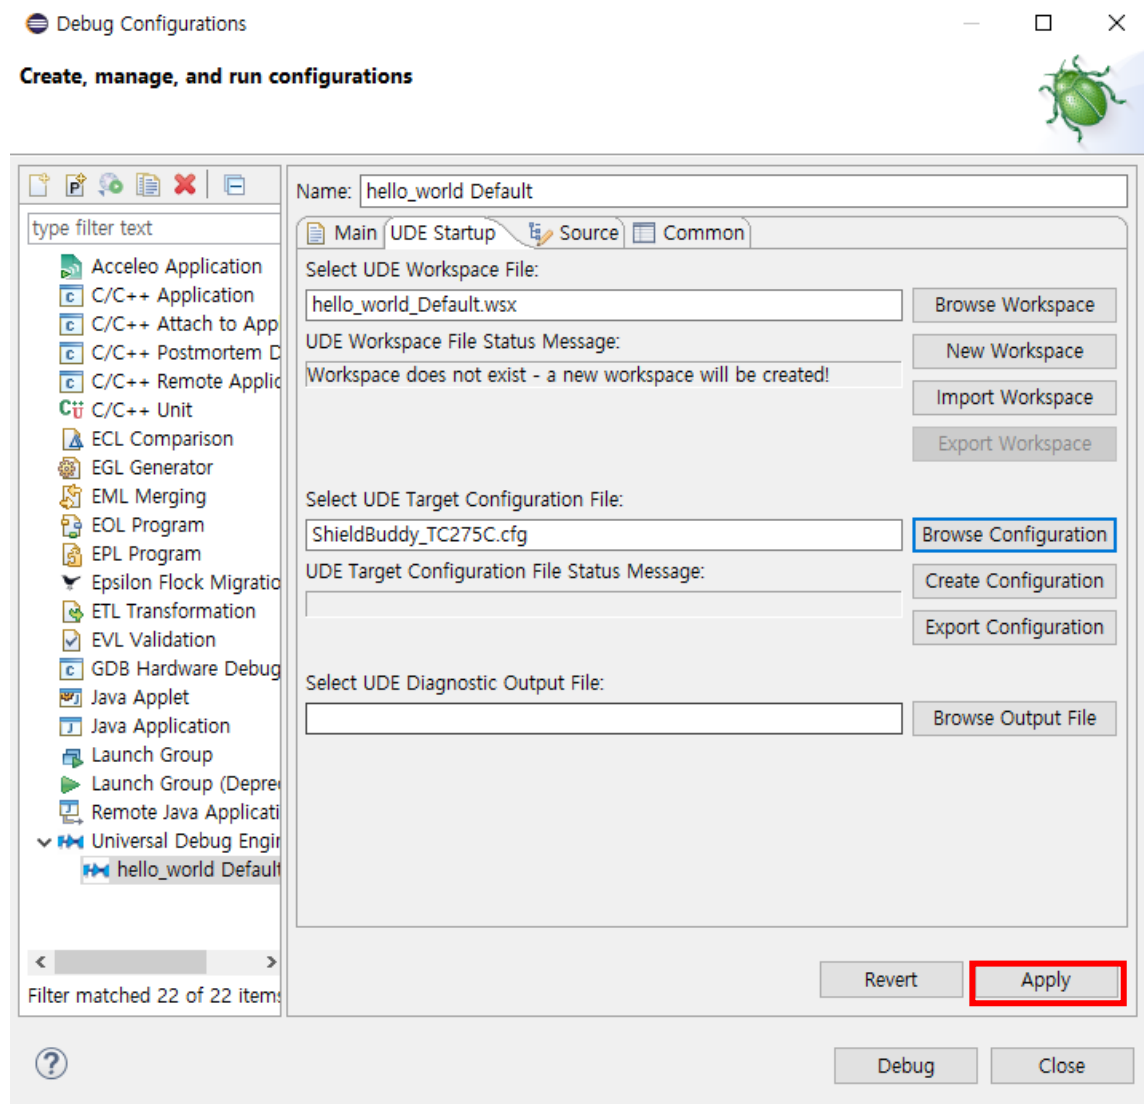 Debug Configurations
Create, manage, and run configurations
type filter text
Acceleo Application
C/C++ Application
C/C++ Attach to App
C/C++ Postmortem D
C/C++ Remote Applic
C/C++ Unit
ECL Comparison
EGL Generator
EML Merging
EOL Program
EPL Program
Epsilon Flock Migratio
ETL Transformation
EVL Validation
GDB Hardware Debug
Java Applet
Java Application
Launch Group
Launch Group (Depre
Remote Java Applicati
Universal Debug Engin
hello_world Default
Filter matched 22 of 22 items
Name: hello_world Default
Main UDE Startup Source Common
Select UDE Workspace File:
hello_world_Default.wsx Browse Workspace
UDE Workspace File Status Message:
New Workspace
Workspace does not exist - a new workspace will be created!
Import Workspace
Export Workspace
Select UDE Target Configuration File:
ShieldBuddy_TC275C.cfg Browse Configuration
UDE Target Configuration File Status Message:
Create Configuration
Export Configuration
Select UDE Diagnostic Output File:
Browse Output File
Revert Apply
Debug Close